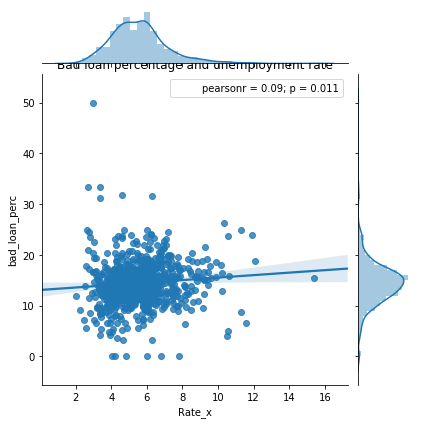 Bad loan percentage and unemployment rate
pearsonr = 0.09; p = 0.011
50
40
30
20
10
0
bad_loan_perc
2 4 6 8 10 12 14 16
Rate_x